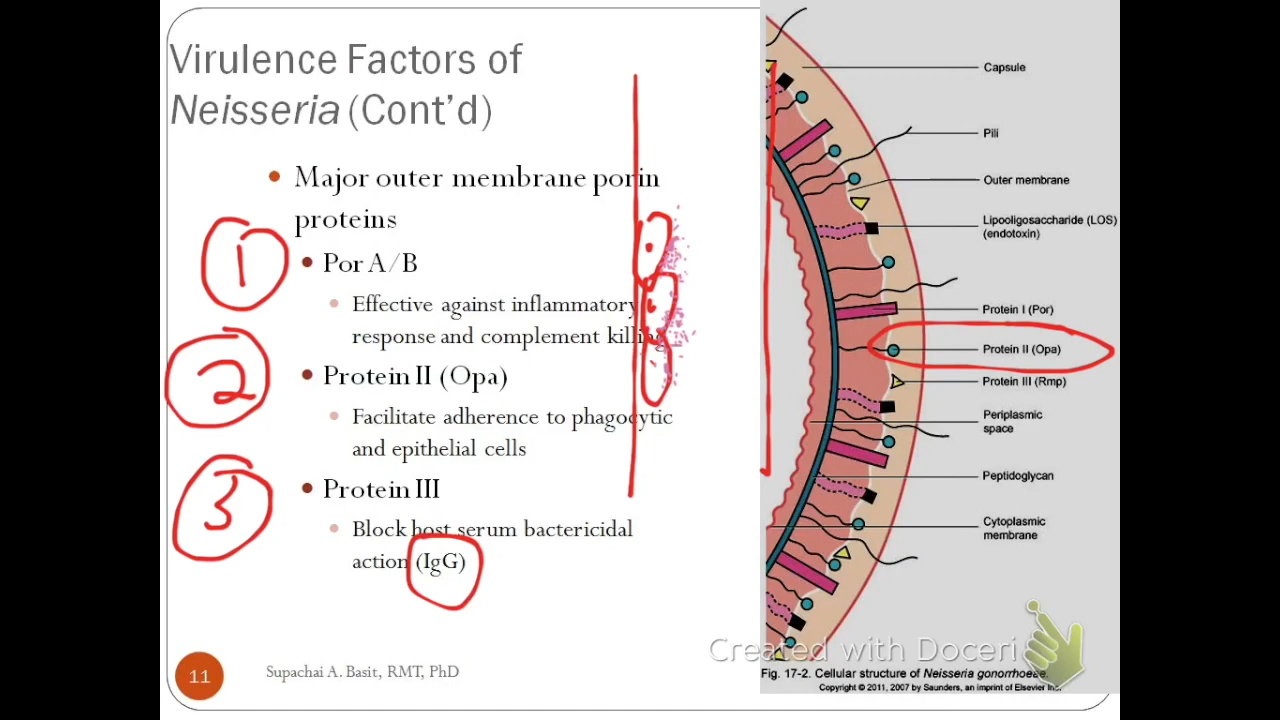 Virulence Factors of
Neisseria (Cont'd)
Major outer membrane porin
proteins
1
Por A/B
Effective against inflammatory
response and complement killing
2
Protein II (Opa)
Facilitate adherence to phagocytic
and epithelial cells
3
Protein III
Block host serum bactericidal
action (IgG)
11
Supachai A. Basit, RMT, PhD
Capsule
Pili
Outer membrane
Lipooligosaccharide (LOS)
(endotoxin)
Protein I (Por)
Protein II (Opa)
Protein III (Rmp)
Periplasmic
space
Peptidoglycan
Cytoplasmic
membrane
Created with Doceri
Fig. 17-2. Cellular structure of Neisseria gonorrhoeae.
Copyright © 2011, 2007 by Saunders, an imprint of Elsevier Inc.